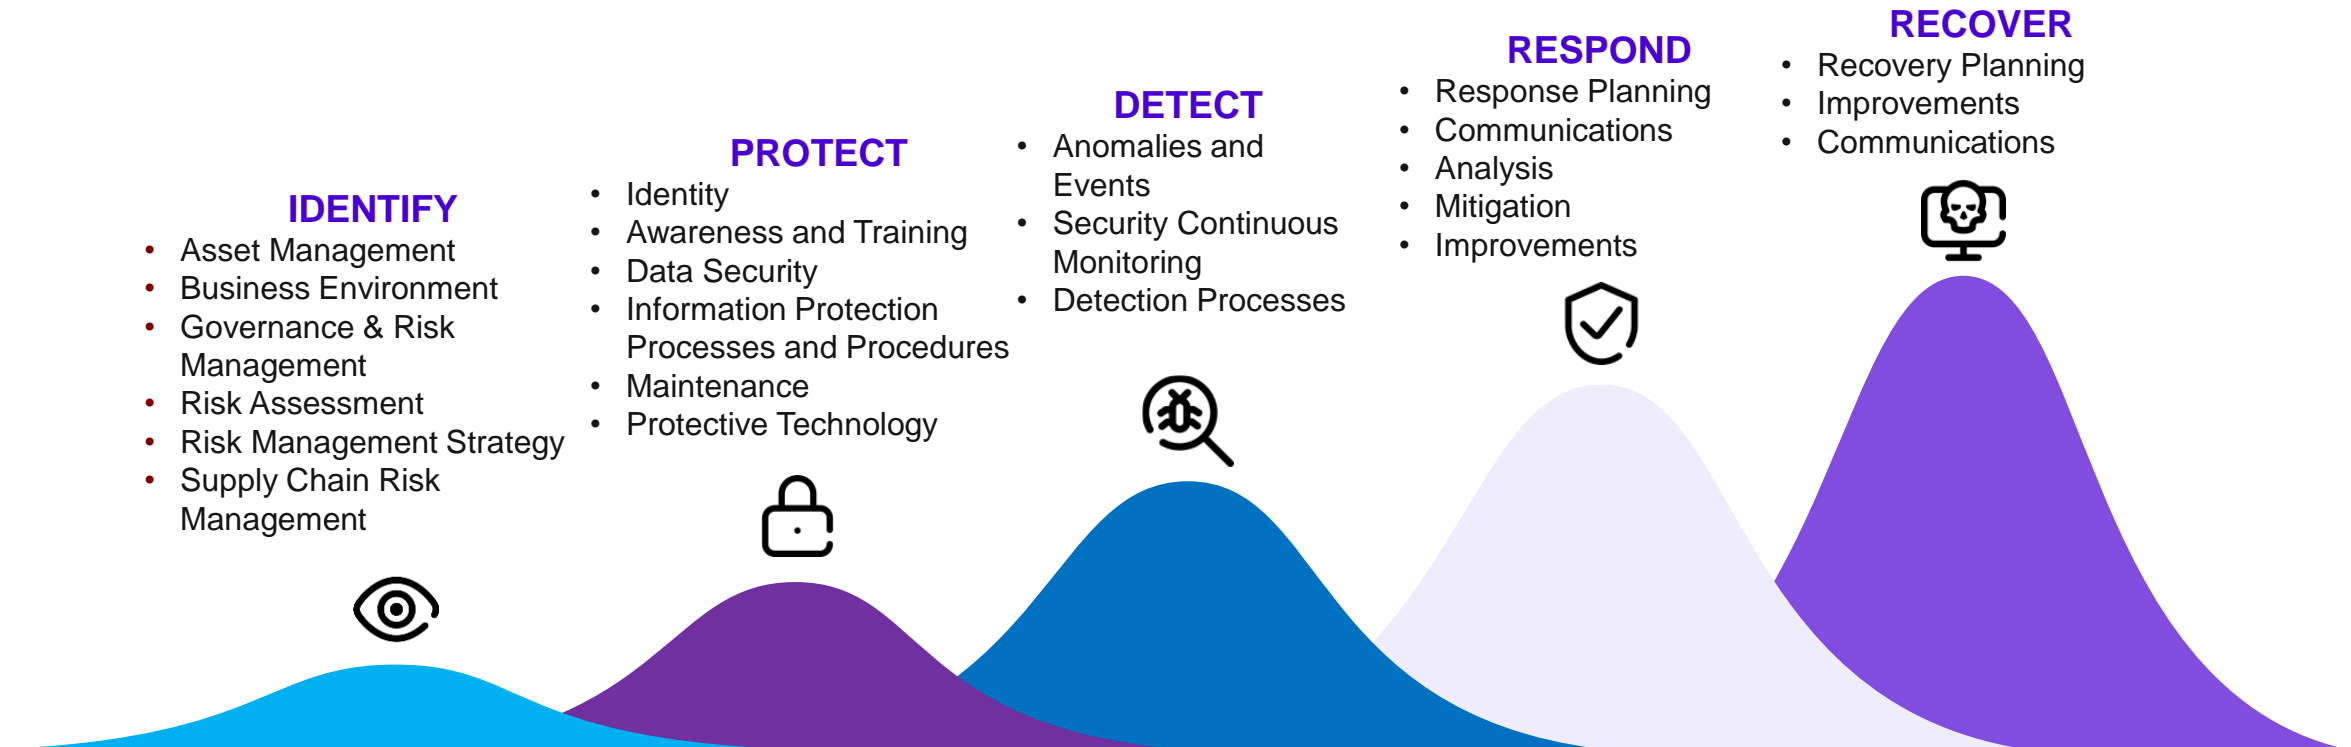 IDENTIFY
• Asset Management
• Business Environment
• Governance & Risk
Management
• Risk Assessment
• Risk Management Strategy
• Supply Chain Risk
Management
PROTECT
• Identity
• Awareness and Training
• Data Security
• Information Protection
Processes and Procedures
• Maintenance
• Protective Technology
DETECT
• Anomalies and
Events
• Security Continuous
Monitoring
• Detection Processes
RESPOND
• Response Planning
• Communications
• Analysis
• Mitigation
• Improvements
RECOVER
• Recovery Planning
• Improvements
• Communications